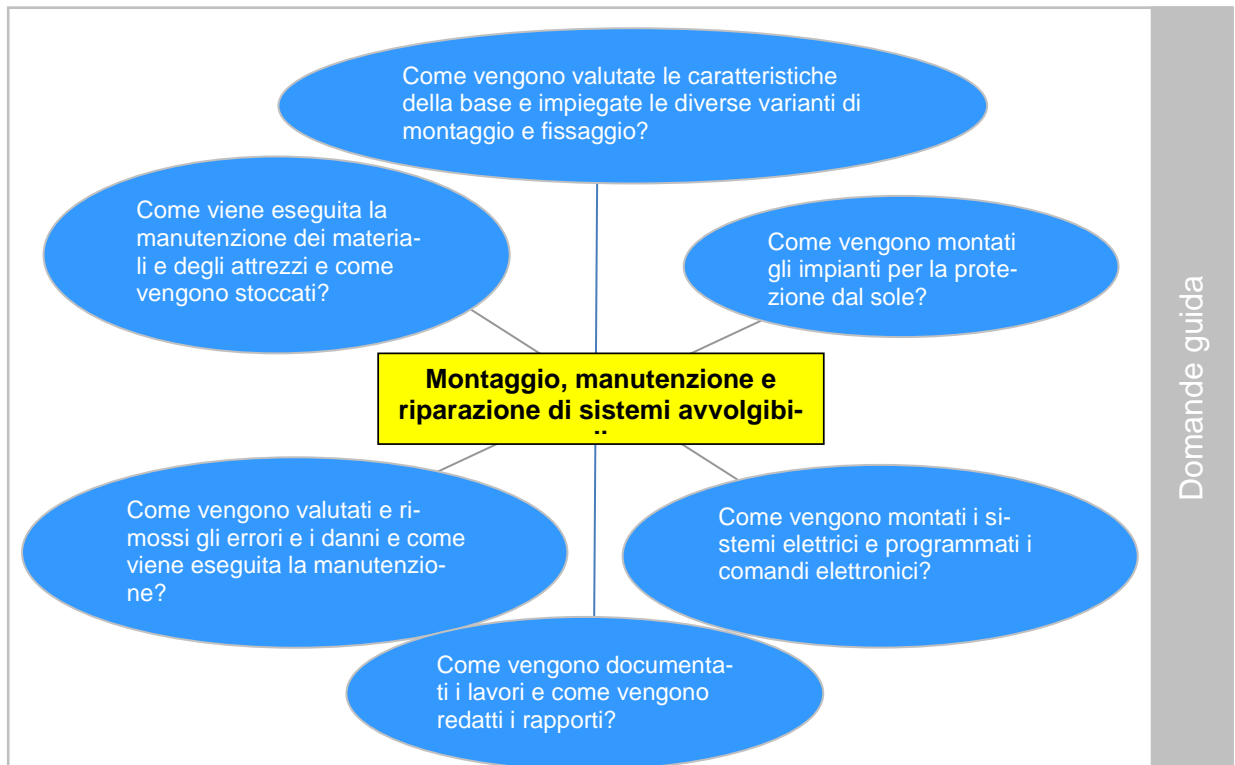 Come vengono valutate le caratteristiche
della base e impiegate le diverse varianti di
montaggio e fissaggio?
Come viene eseguita la
manutenzione dei materia-
li e degli attrezzi e come
vengono stoccati?
Come vengono montati
gli impianti per la prote-
zione dal sole?
Montaggio, manutenzione e
riparazione di sistemi avvolgibi-
Come vengono valutati e ri-
mossi gli errori e i danni e come
viene eseguita la manutenzio-
ne?
Come vengono montati i si-
stemi elettrici e programmati i
comandi elettronici?
Come vengono documenta-
ti i lavori e come vengono
redatti i rapporti?
Domande guida